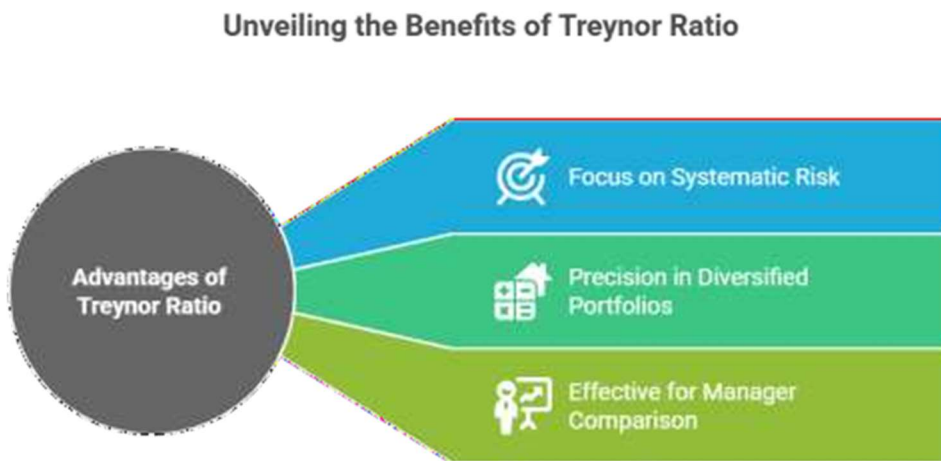 Unveiling the Benefits of Treynor Ratio
Advantages of
Treynor Ratio
Focus on Systematic Risk
Precision in Diversified
Portfolios
Effective for Manager
Comparison